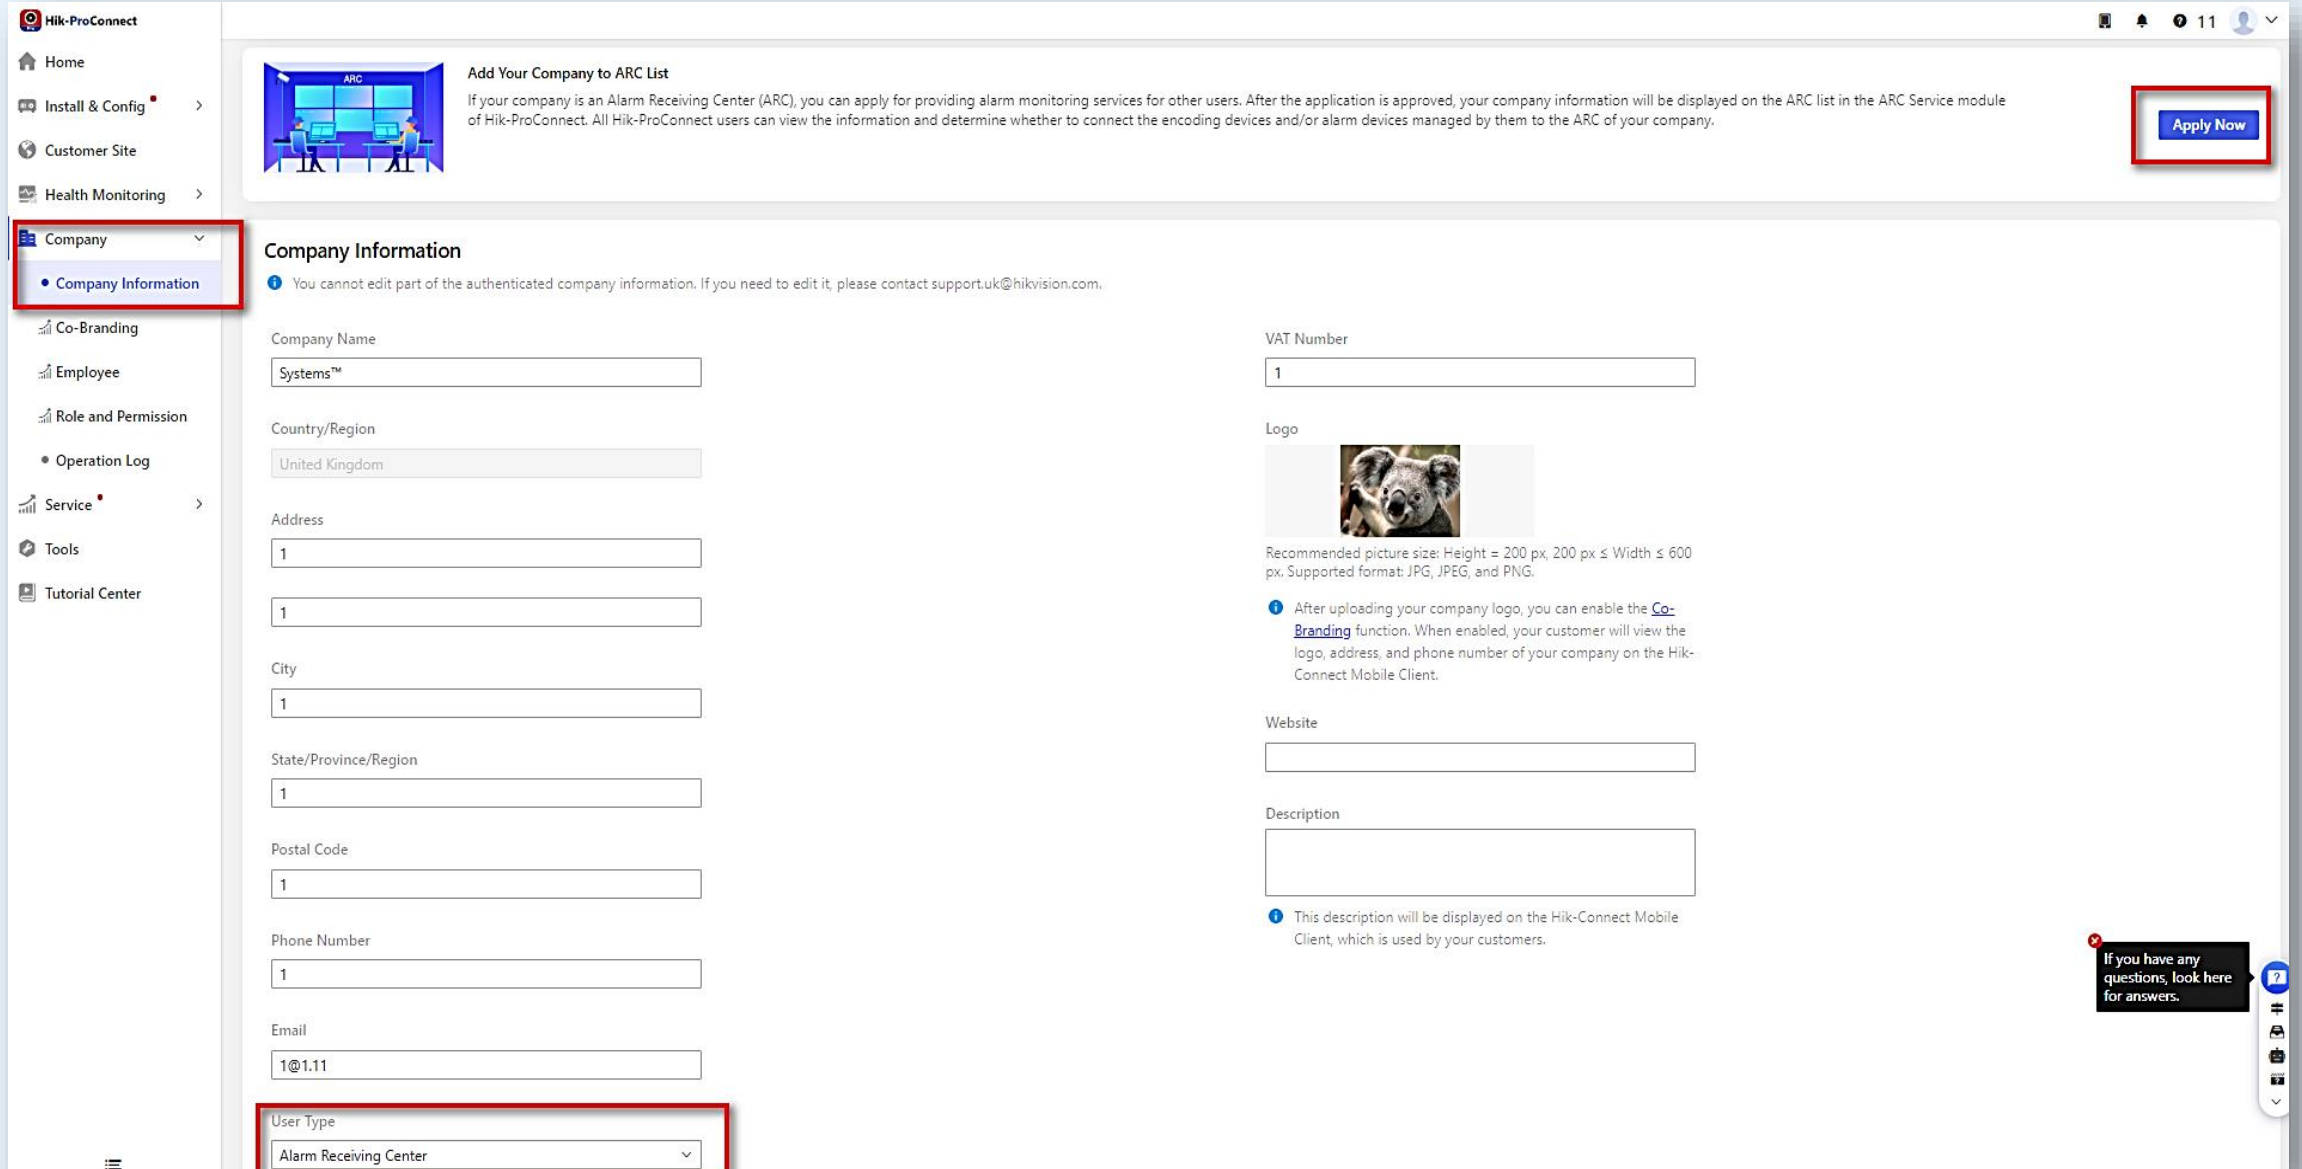 Hik-ProConnect
11
Home
Install & Config
Customer Site
Health Monitoring
Company
Company Information
Co-Branding
Employee
Role and Permission
Operation Log
Service
Tools
Tutorial Center
ARC
Add Your Company to ARC List
If your company is an Alarm Receiving Center (ARC), you can apply for providing alarm monitoring services for other users. After the application is approved, your company information will be displayed on the ARC list in the ARC Service module
of Hik-ProConnect. All Hik-ProConnect users can view the information and determine whether to connect the encoding devices and/or alarm devices managed by them to the ARC of your company.
Apply Now
Company Information
You cannot edit part of the authenticated company information. If you need to edit it, please contact support.uk@hikvision.com.
Company Name
Systems™
Country/Region
United Kingdom
Address
1
1
City
1
State/Province/Region
1
Postal Code
1
Phone Number
1
Email
1@1.11
User Type
Alarm Receiving Center
VAT Number
1
Logo
Recommended picture size: Height = 200 px, 200 px ≤ Width ≤ 600
px. Supported format: JPG, JPEG, and PNG.
After uploading your company logo, you can enable the Co-
Branding function. When enabled, your customer will view the
logo, address, and phone number of your company on the Hik-
Connect Mobile Client.
Website
Description
This description will be displayed on the Hik-Connect Mobile
Client, which is used by your customers.
If you have any
questions, look here
for answers.